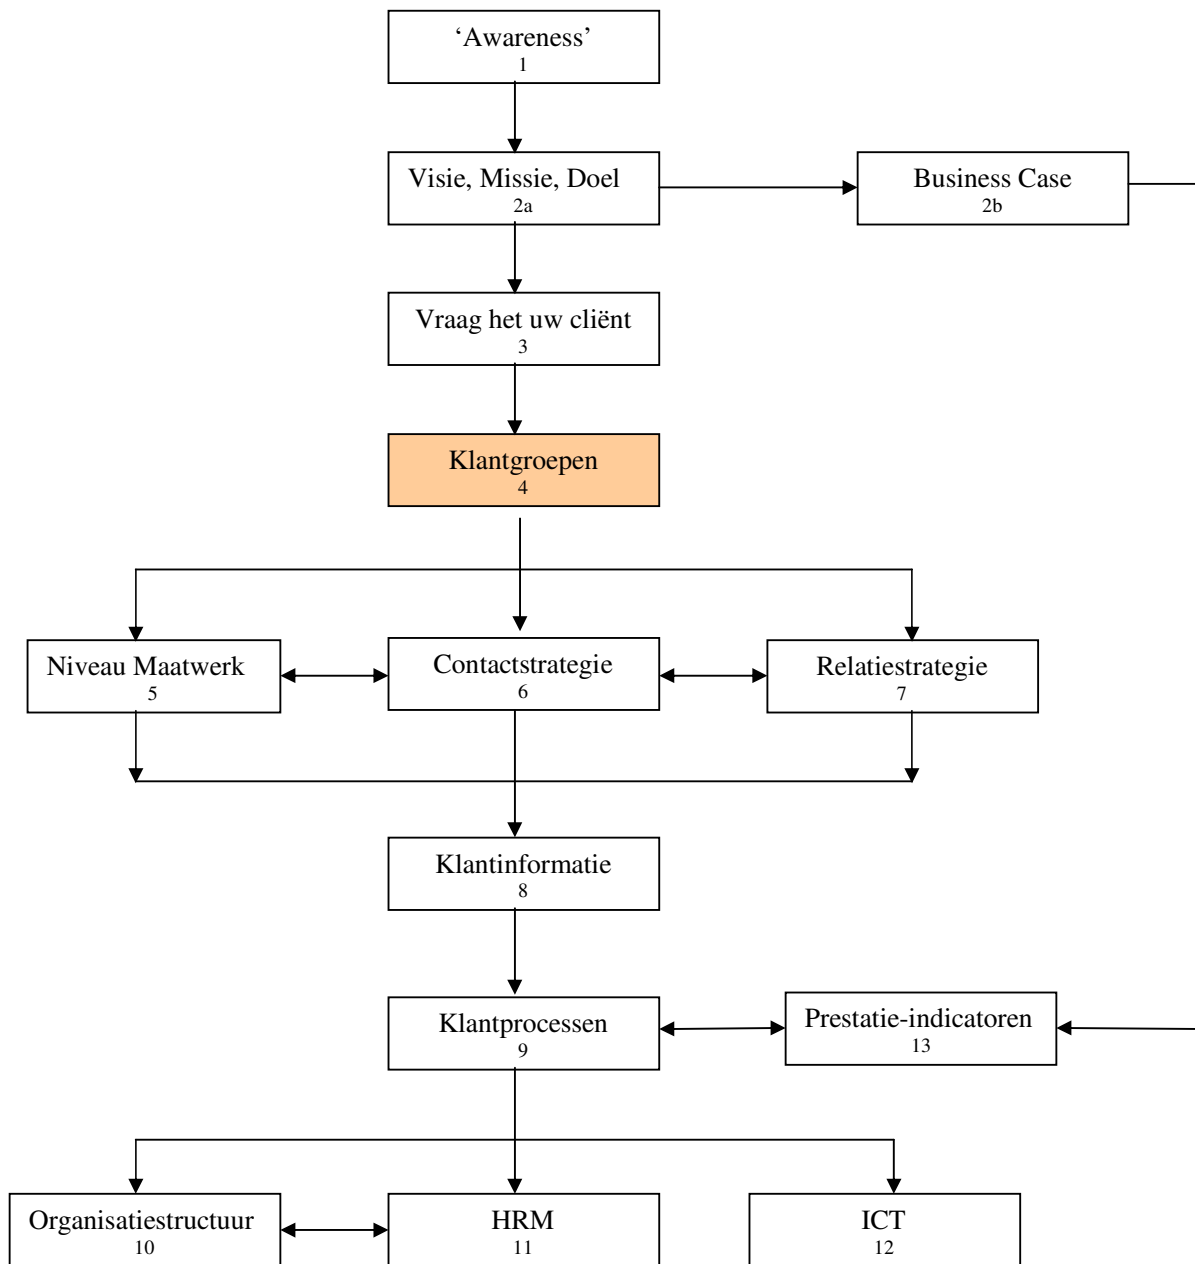 ‘Awareness’
1
Visie, Missie, Doel
2a
Business Case
2b
Vraag het uw cliënt
3
Klantgroepen
4
Niveau Maatwerk
5
Contactstrategie
6
Relatiestrategie
7
Klantinformatie
8
Klantprocessen
9
Prestatie-indicatoren
13
Organisatiestructuur
10
HRM
11
ICT
12